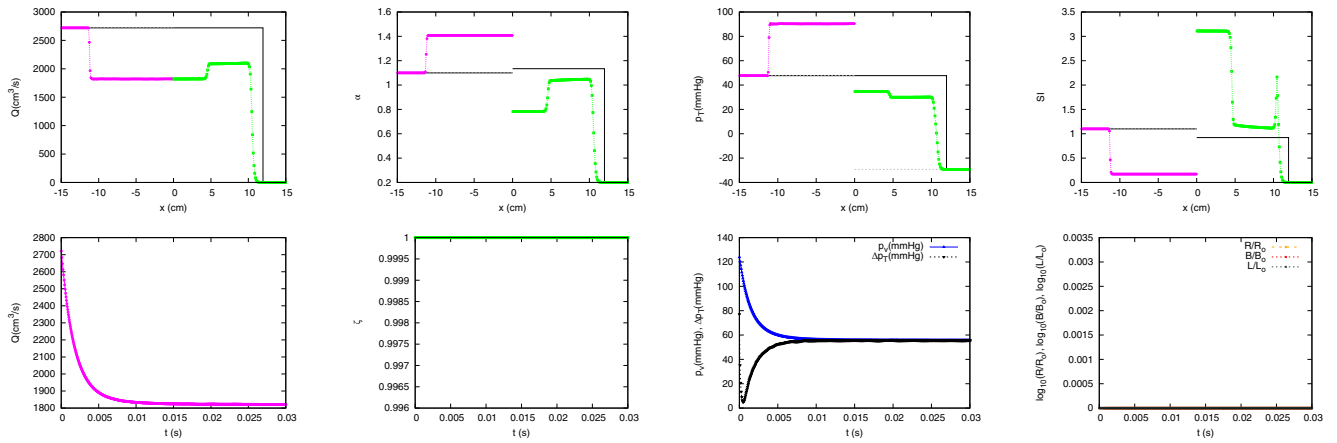 Q(cm³/s)
3000
2500
2000
1500
1000
500
0
-15 -10 -5 0 5 10 15
x (cm)
α
1.6
1.4
1.2
1
0.8
0.6
0.4
0.2
-15 -10 -5 0 5 10 15
x (cm)
p_T(mmHg)
100
80
60
40
20
0
-20
-40
-15 -10 -5 0 5 10 15
x (cm)
SI
3.5
3
2.5
2
1.5
1
0.5
0
-15 -10 -5 0 5 10 15
x (cm)
Q(cm³/s)
2800
2700
2600
2500
2400
2300
2200
2100
2000
1900
1800
0 0.005 0.01 0.015 0.02 0.025 0.03
t (s)
ζ
1
0.9995
0.999
0.9985
0.998
0.9975
0.997
0.9965
0.996
0 0.005 0.01 0.015 0.02 0.025 0.03
t (s)
p_v(mmHg), Δp_T(mmHg)
140
120
100
80
60
40
20
0
p_v(mmHg)
Δp_T(mmHg)
0 0.005 0.01 0.015 0.02 0.025 0.03
t (s)
log₁₀(R/R_o), log₁₀(B/B_o), log₁₀(L/L_o)
0.0035
0.003
0.0025
0.002
0.0015
0.001
0.0005
0
R/R_o
B/B_o
L/L_o
0 0.005 0.01 0.015 0.02 0.025 0.03
t (s)